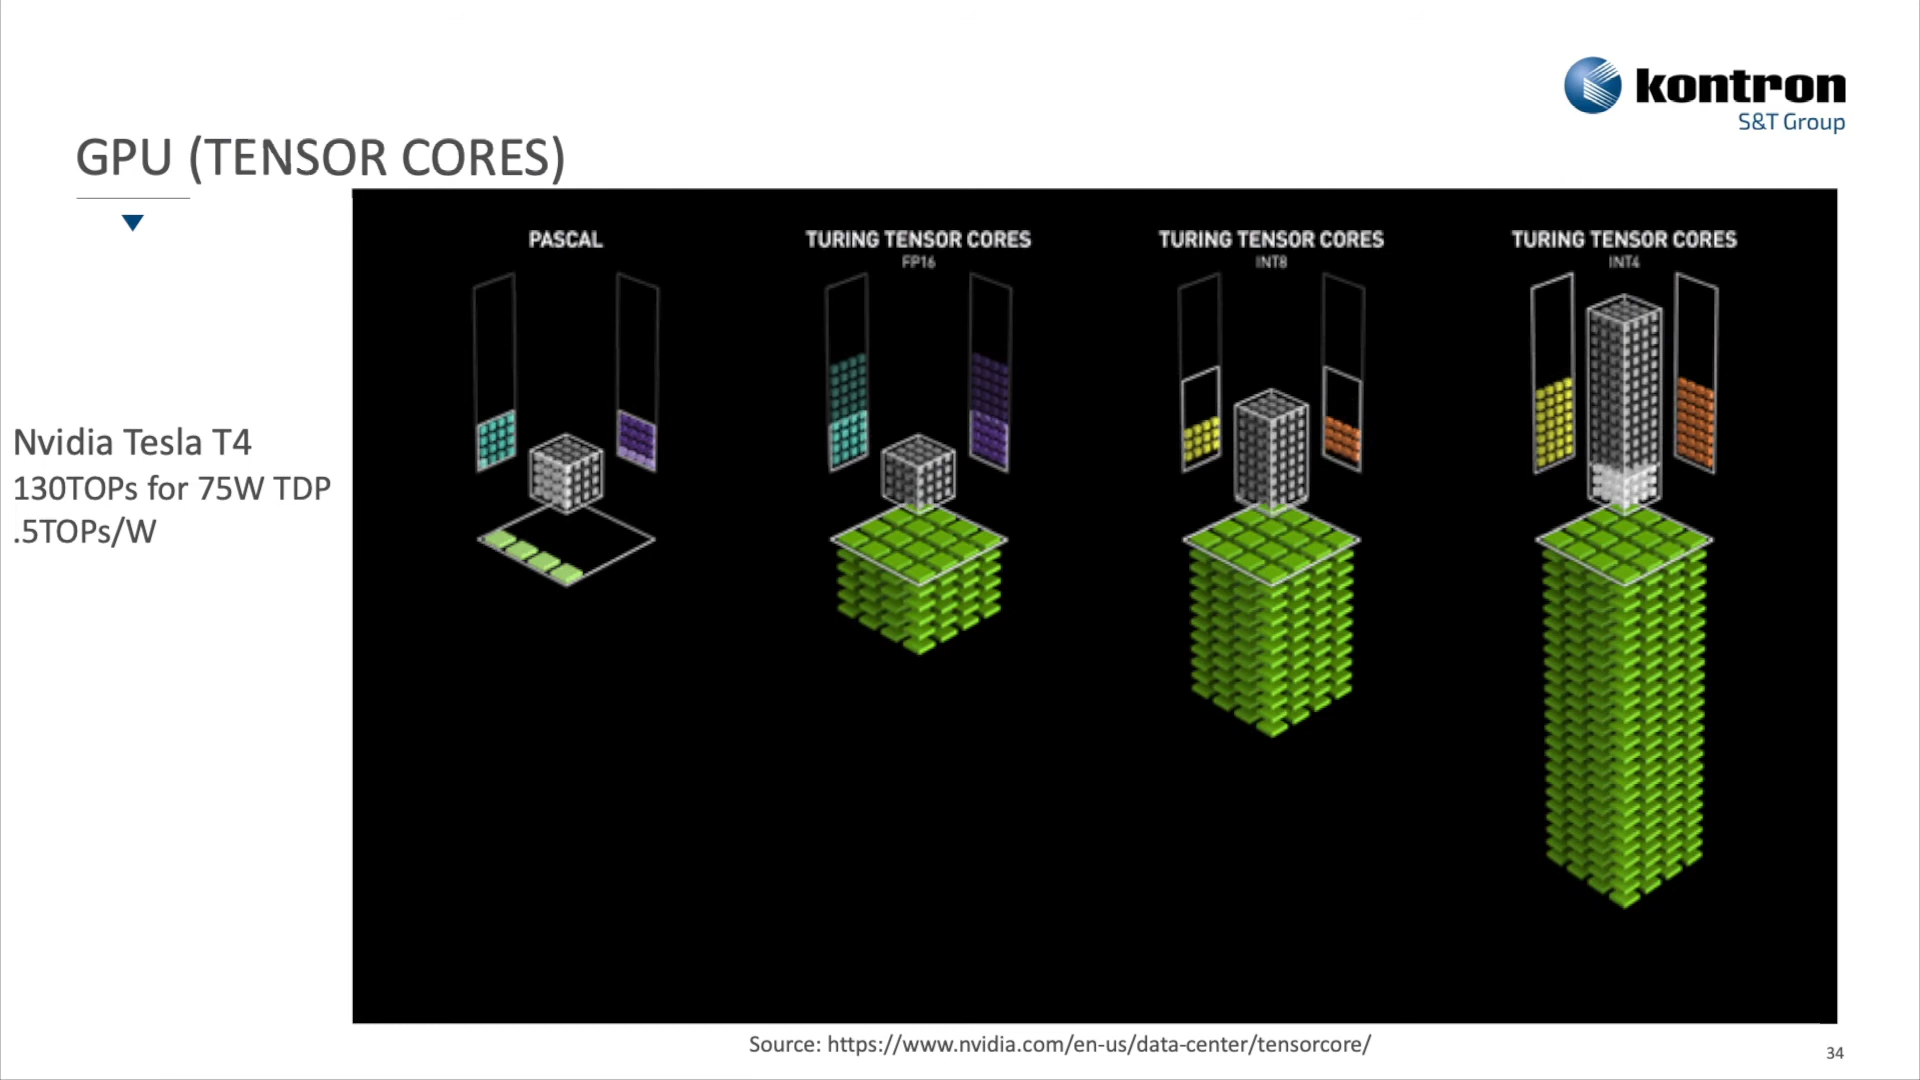 kontron
S&T Group
GPU (TENSOR CORES)
PASCAL
TURING TENSOR CORES
FP16
TURING TENSOR CORES
INT8
TURING TENSOR CORES
INT4
Nvidia Tesla T4
130TOPs for 75W TDP
.5TOPs/W
Source: https://www.nvidia.com/en-us/data-center/tensorcore/
34